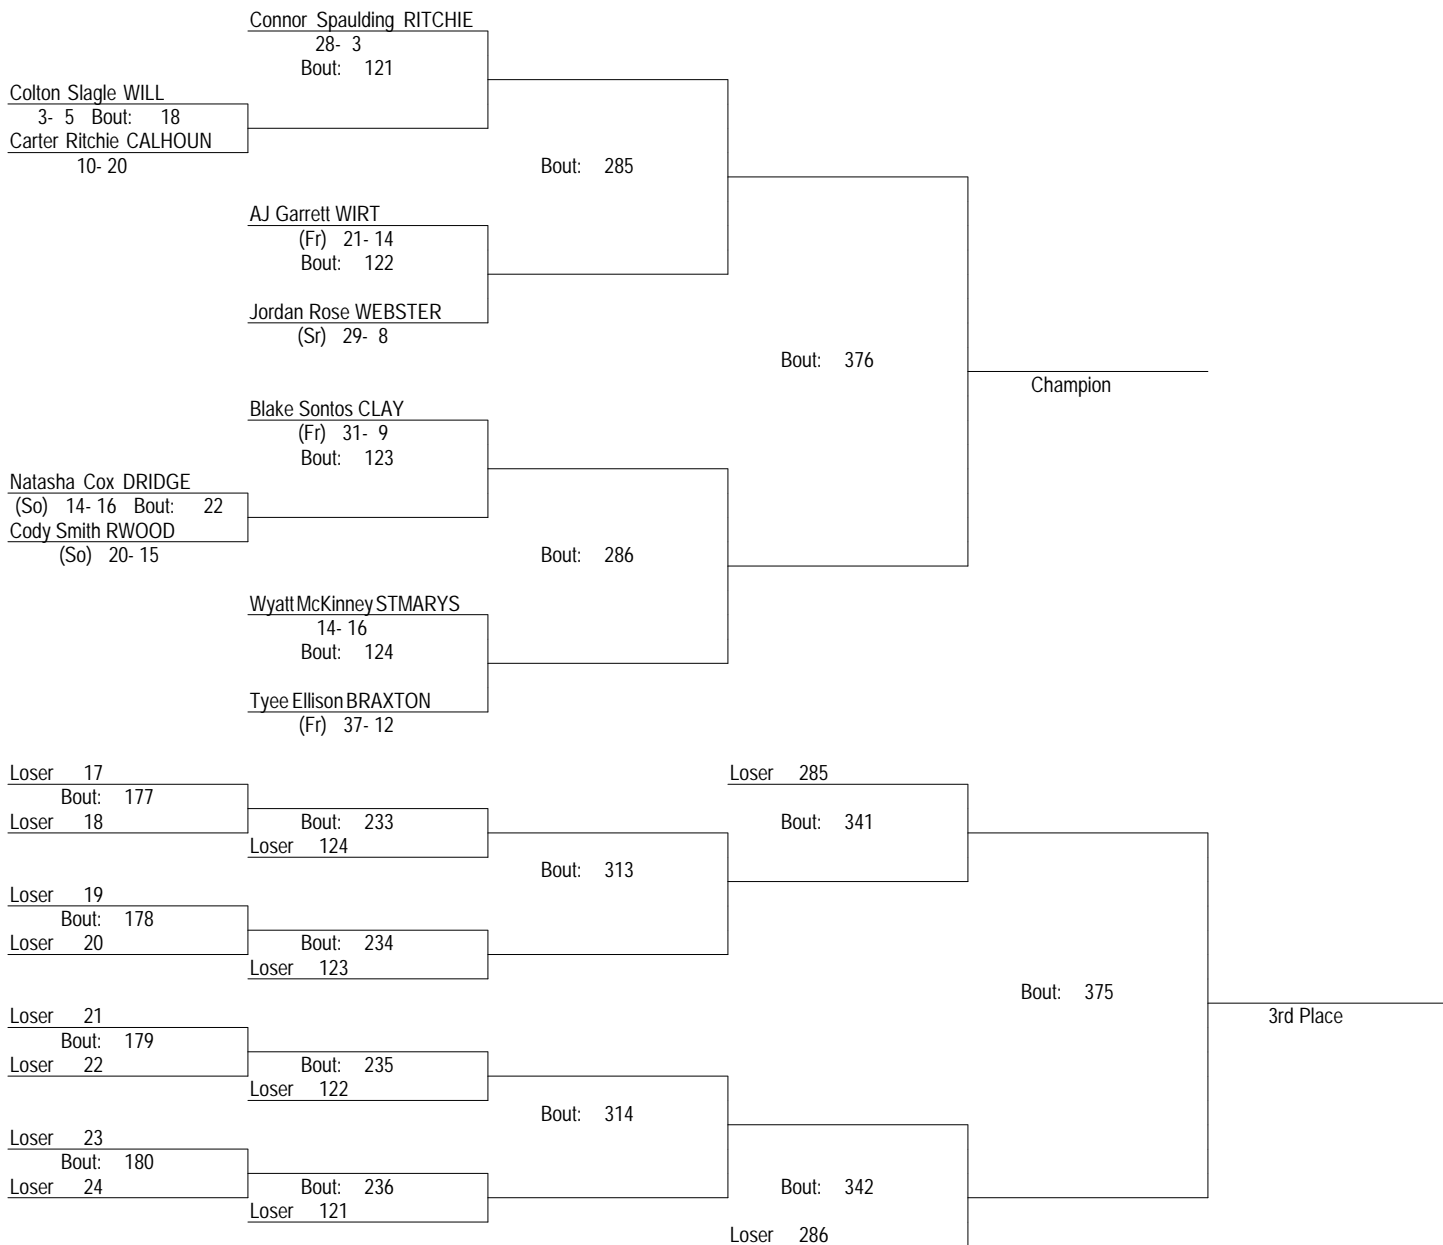 Connor Spaulding RITCHIE
28- 3
Bout: 121
Colton Slagle WILL
3- 5 Bout: 18
Carter Ritchie CALHOUN
10- 20
Bout: 285
AJ Garrett WIRT
(Fr) 21- 14
Bout: 122
Jordan Rose WEBSTER
(Sr) 29- 8
Bout: 376
Champion
Blake Sontos CLAY
(Fr) 31- 9
Bout: 123
Natasha Cox DRIDGE
(So) 14- 16 Bout: 22
Cody Smith RWOOD
(So) 20- 15
Bout: 286
Wyatt McKinney STMARYS
14- 16
Bout: 124
Tyee Ellison BRAXTON
(Fr) 37- 12
Loser 17
Bout: 177
Loser 18
Bout: 233
Loser 124
Loser 285
Bout: 341
Bout: 313
Loser 19
Bout: 178
Loser 20
Bout: 234
Loser 123
Bout: 375
3rd Place
Loser 21
Bout: 179
Loser 22
Bout: 235
Loser 122
Bout: 314
Loser 23
Bout: 180
Loser 24
Bout: 236
Loser 121
Bout: 342
Loser 286